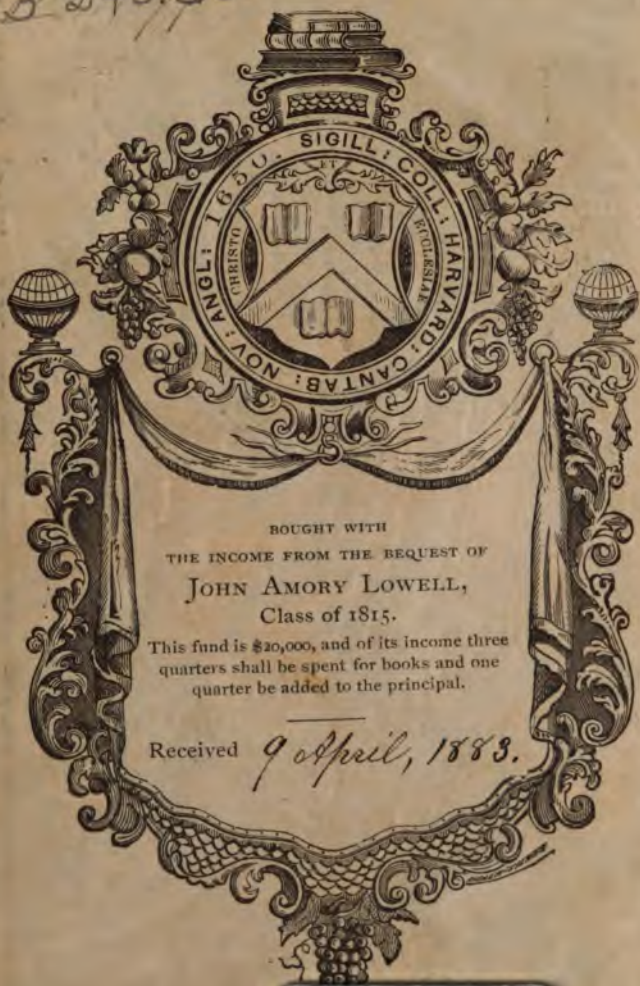 SIGILL: COLL: HARVARD: CANTAB: NOV: ANGL: 1650.
ET
CHRISTO
ECCLESIAE
BOUGHT WITH
THE INCOME FROM THE BEQUEST OF
JOHN AMORY LOWELL,
Class of 1815.
This fund is $20,000, and of its income three
quarters shall be spent for books and one
quarter be added to the principal.
Received 9 April, 1883.